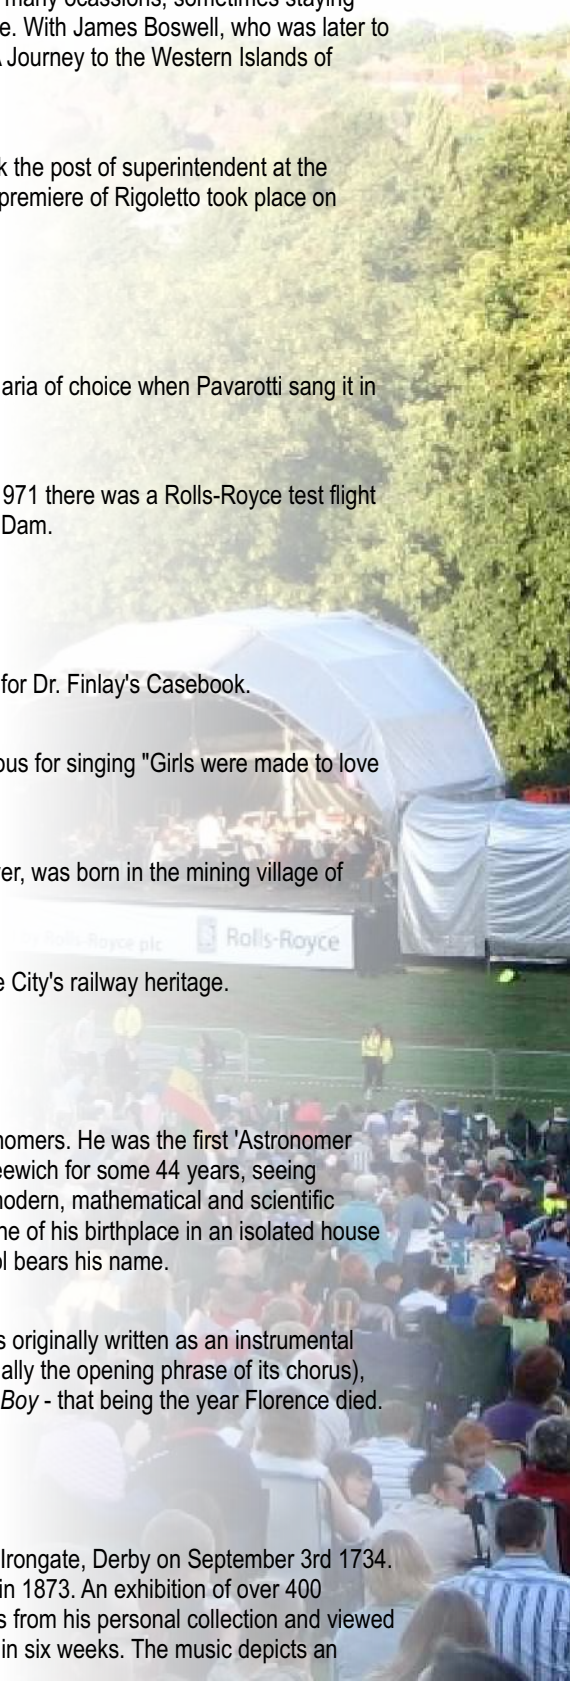 many ocassions, sometimes staying
e. With James Boswell, who was later to
A Journey to the Western Islands of
k the post of superintendent at the
premiere of Rigoletto took place on
aria of choice when Pavarotti sang it in
971 there was a Rolls-Royce test flight
Dam.
for Dr. Finlay's Casebook.
ous for singing "Girls were made to love
er, was born in the mining village of
by Rolls-Royce plc
Rolls-Royce
e City's railway heritage.
nomers. He was the first 'Astronomer
eewich for some 44 years, seeing
modern, mathematical and scientific
ne of his birthplace in an isolated house
ol bears his name.
s originally written as an instrumental
ally the opening phrase of its chorus),
Boy - that being the year Florence died.
Irongate, Derby on September 3rd 1734.
in 1873. An exhibition of over 400
s from his personal collection and viewed
in six weeks. The music depicts an